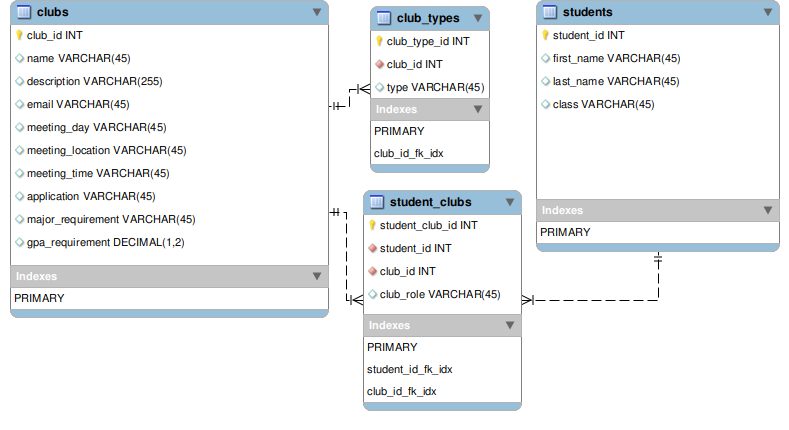 clubs
club_id INT
name VARCHAR(45)
description VARCHAR(255)
email VARCHAR(45)
meeting_day VARCHAR(45)
meeting_location VARCHAR(45)
meeting_time VARCHAR(45)
application VARCHAR(45)
major_requirement VARCHAR(45)
gpa_requirement DECIMAL(1,2)
Indexes
PRIMARY
club_types
club_type_id INT
club_id INT
type VARCHAR(45)
Indexes
PRIMARY
club_id_fk_idx
student_clubs
student_club_id INT
student_id INT
club_id INT
club_role VARCHAR(45)
Indexes
PRIMARY
student_id_fk_idx
club_id_fk_idx
students
student_id INT
first_name VARCHAR(45)
last_name VARCHAR(45)
class VARCHAR(45)
Indexes
PRIMARY